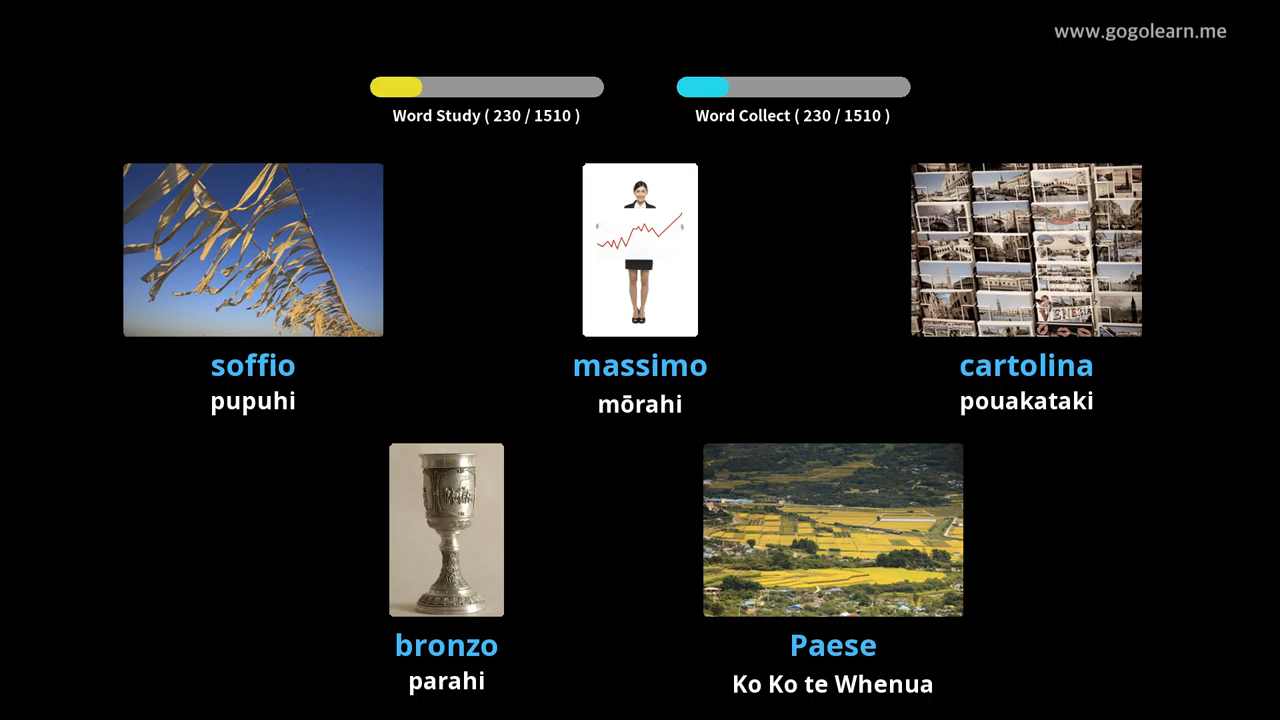 www.gogolearn.me
Word Study ( 230 / 1510 )
Word Collect ( 230 / 1510 )
soffio
pupuhi
massimo
mōrahi
cartolina
pouakataki
VENEZIA
bronzo
parahi
Paese
Ko Ko te Whenua